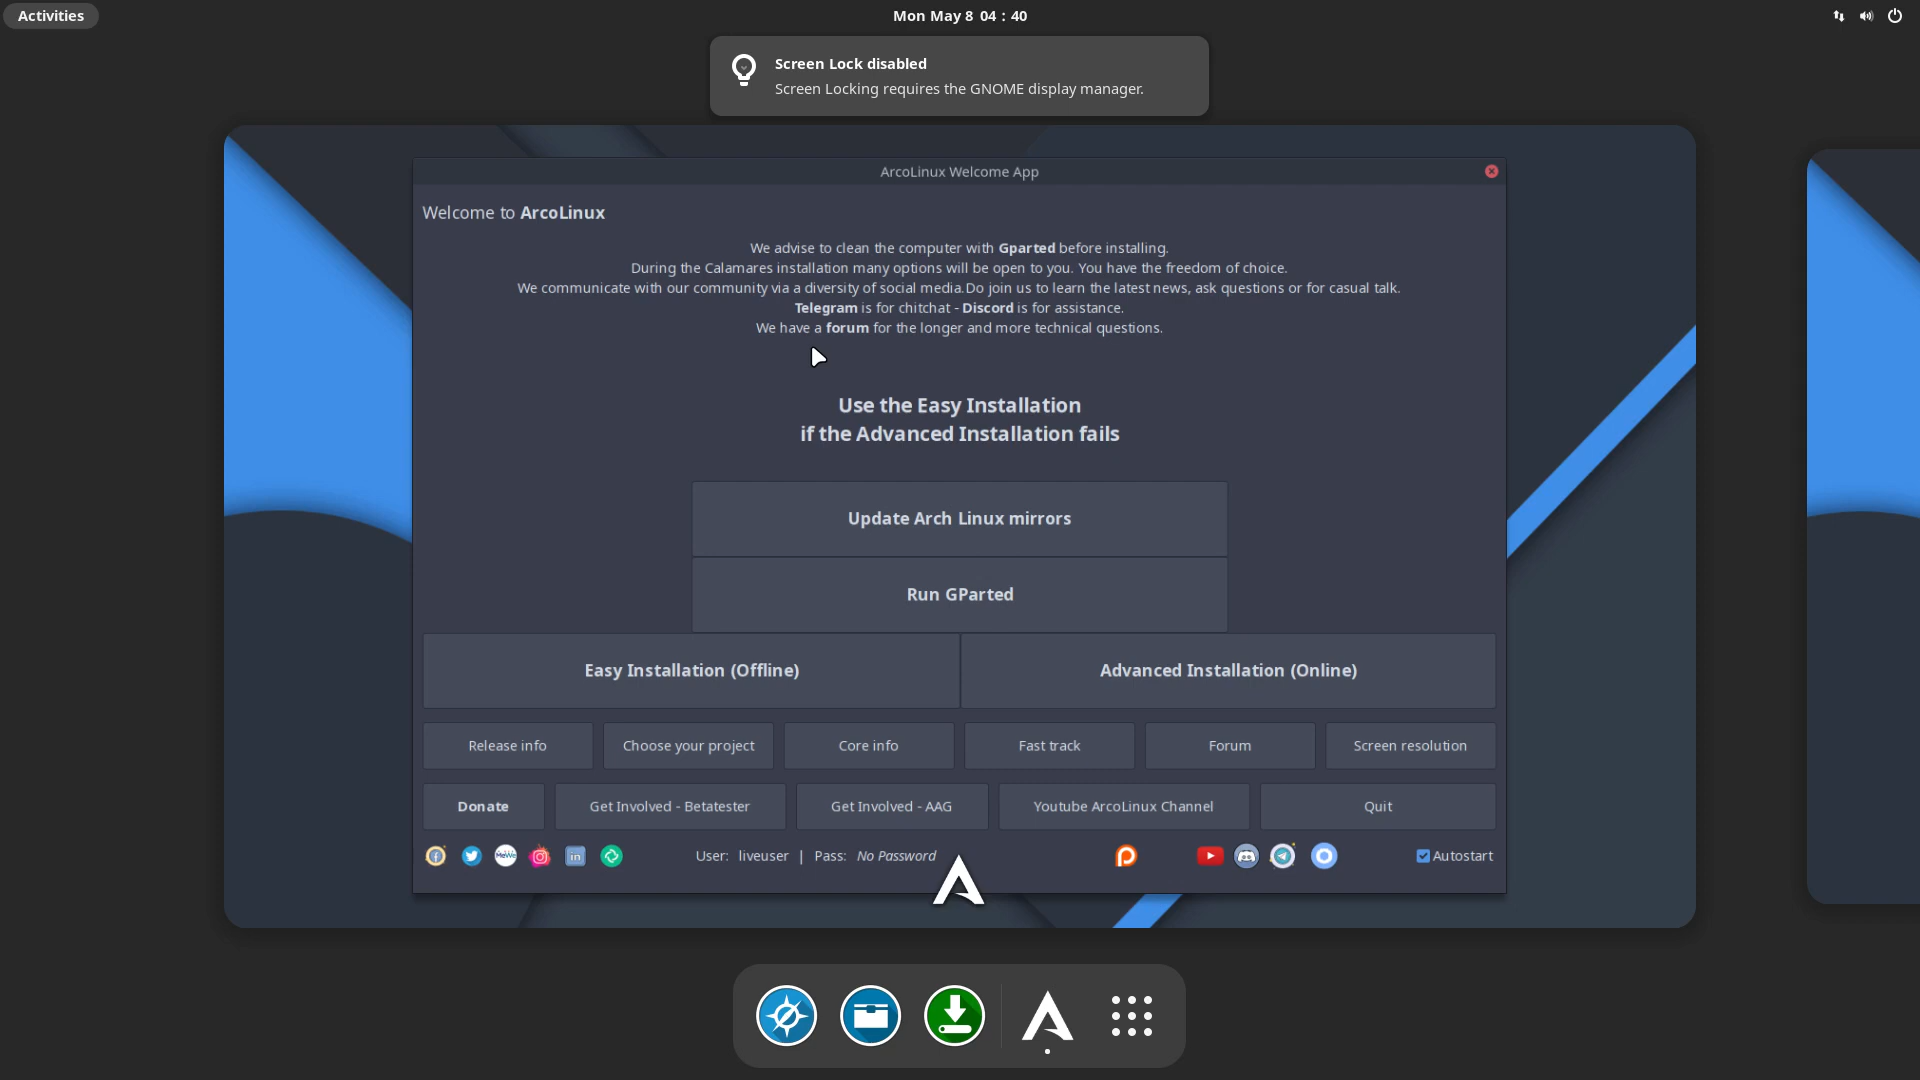 Activities
Mon May 8 04 : 40
Screen Lock disabled
Screen Locking requires the GNOME display manager.
ArcoLinux Welcome App
Welcome to ArcoLinux
We advise to clean the computer with Gparted before installing.
During the Calamares installation many options will be open to you. You have the freedom of choice.
We communicate with our community via a diversity of social media.Do join us to learn the latest news, ask questions or for casual talk.
Telegram is for chitchat - Discord is for assistance.
We have a forum for the longer and more technical questions.
Use the Easy Installation
if the Advanced Installation fails
Update Arch Linux mirrors
Run GParted
Easy Installation (Offline) Advanced Installation (Online)
Release info Choose your project Core info Fast track Forum Screen resolution
Donate Get Involved - Betatester Get Involved - AAG Youtube ArcoLinux Channel Quit
MeWe in User: liveuser | Pass: No Password Autostart